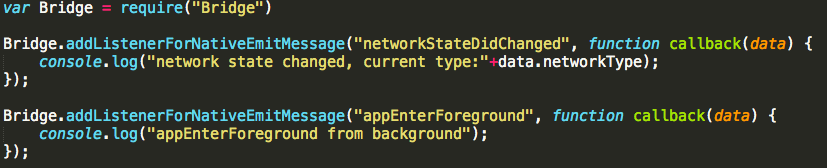 var Bridge = require("Bridge")
Bridge.addListenerForNativeEmitMessage("networkStateDidChanged", function callback(data) {
    console.log("network state changed, current type:"+data.networkType);
});
Bridge.addListenerForNativeEmitMessage("appEnterForeground", function callback(data) {
    console.log("appEnterForeground from background");
});